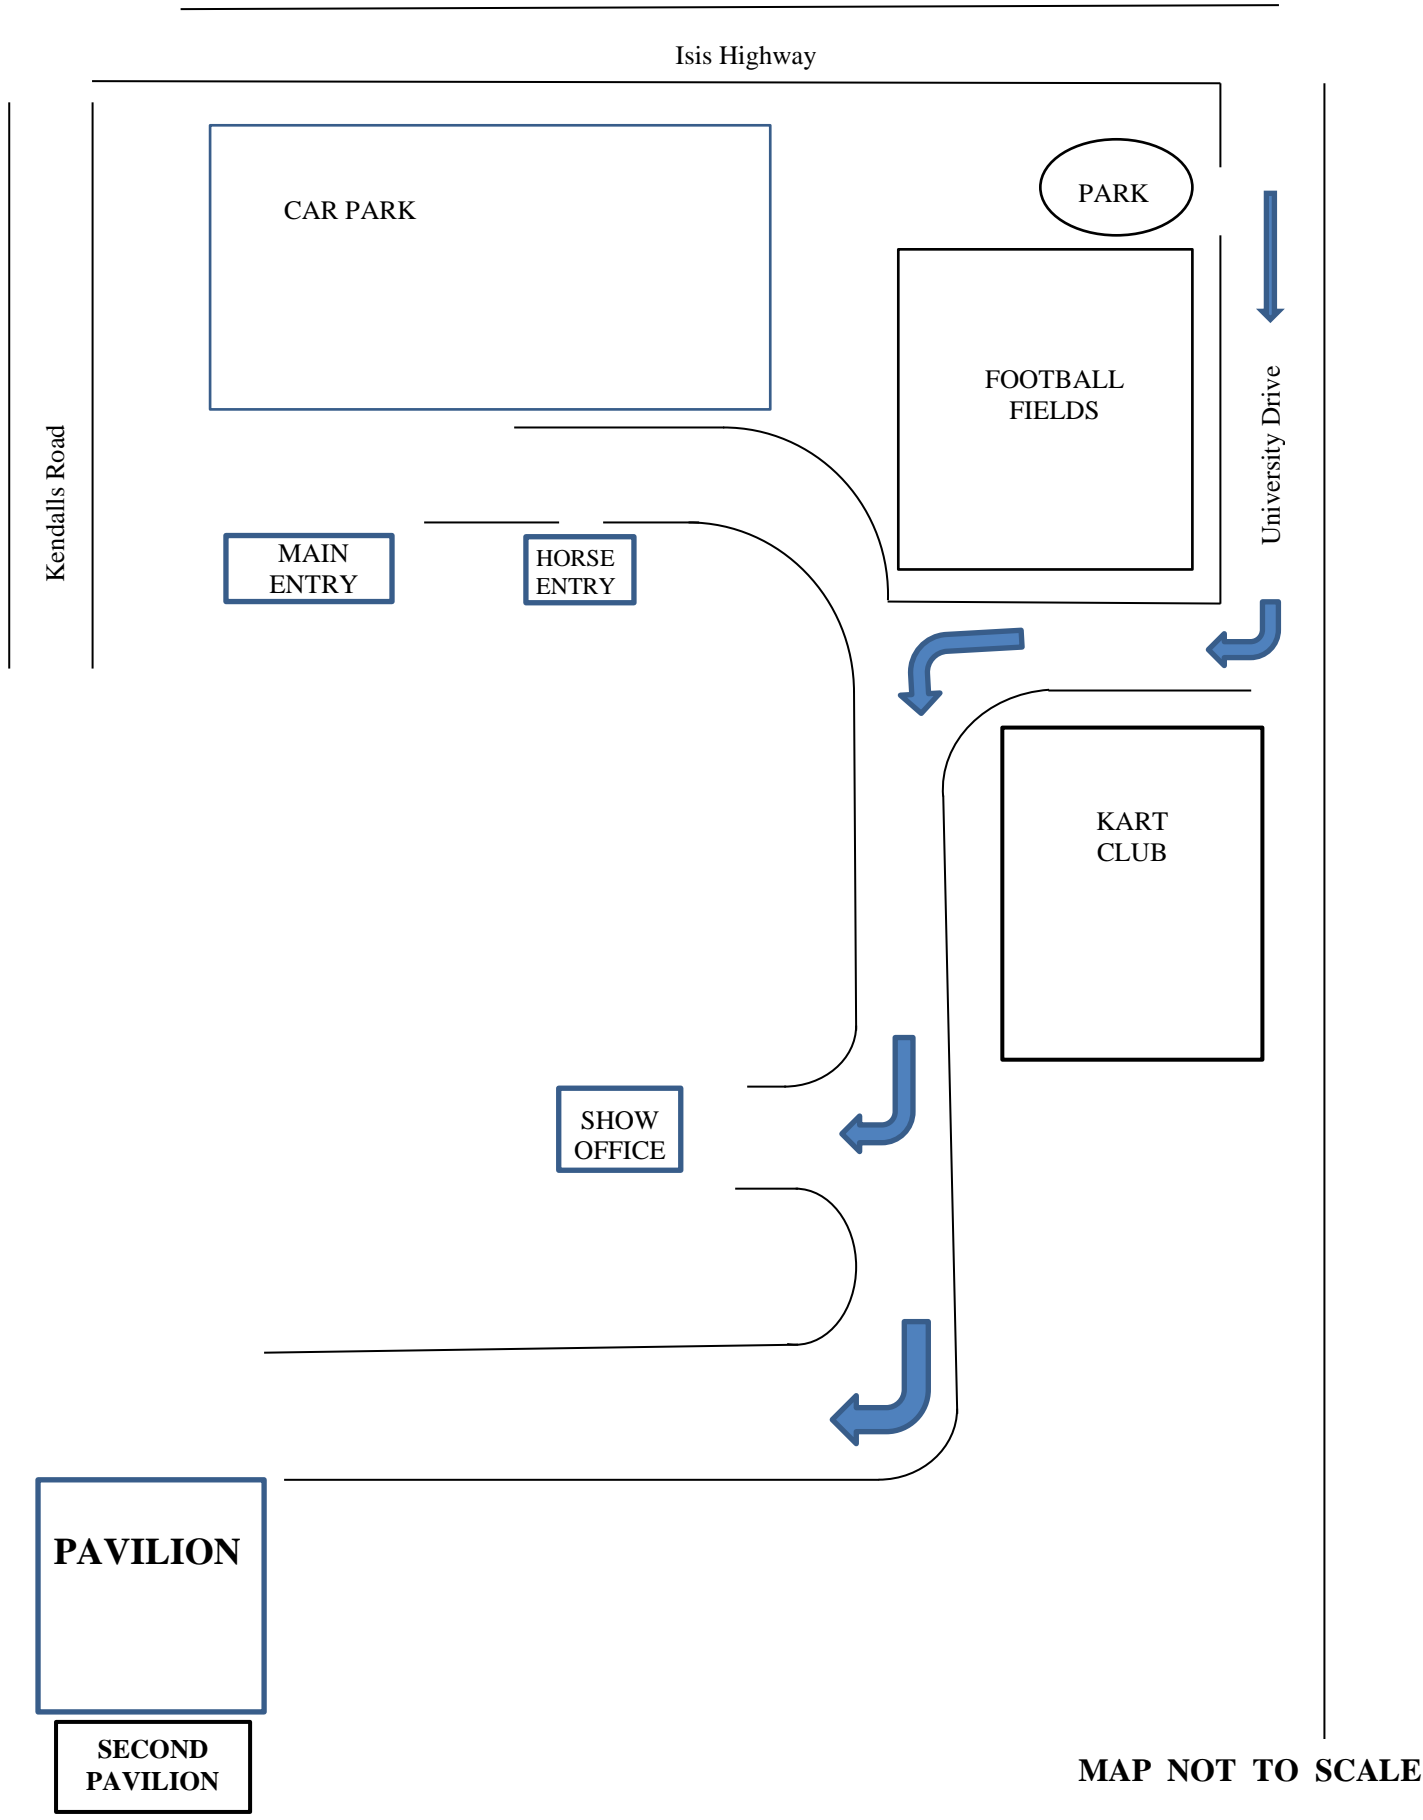 Isis Highway
CAR PARK
PARK
FOOTBALL
FIELDS
University Drive
Kendalls Road
MAIN
ENTRY
HORSE
ENTRY
KART
CLUB
SHOW
OFFICE
PAVILION
SECOND
PAVILION
MAP NOT TO SCALE